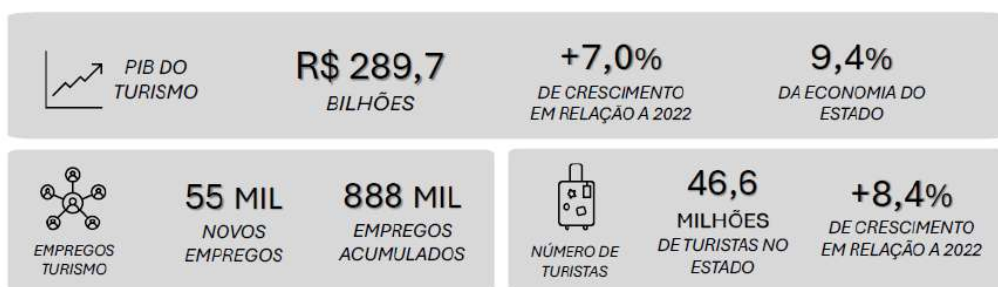 PIB DO
TURISMO
R$ 289,7
BILHÕES
+7,0%
DE CRESCIMENTO
EM RELAÇÃO A 2022
9,4%
DA ECONOMIA DO
ESTADO
EMPREGOS
TURISMO
55 MIL
NOVOS
EMPREGOS
888 MIL
EMPREGOS
ACUMULADOS
NÚMERO DE
TURISTAS
46,6
MILHÕES
DE TURISTAS NO
ESTADO
+8,4%
DE CRESCIMENTO
EM RELAÇÃO A 2022